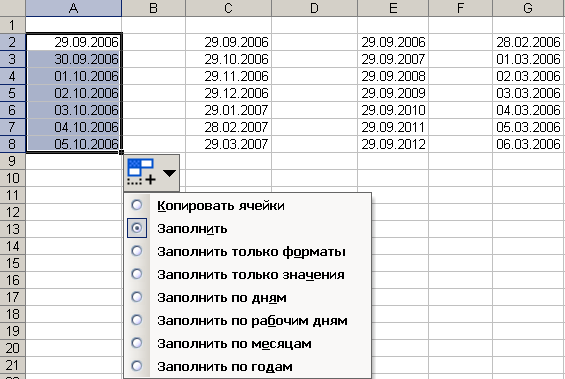 A B C D E F G
1
2 29.09.2006 29.09.2006 29.09.2006 28.02.2006
3 30.09.2006 29.10.2006 29.09.2007 01.03.2006
4 01.10.2006 29.11.2006 29.09.2008 02.03.2006
5 02.10.2006 29.12.2006 29.09.2009 03.03.2006
6 03.10.2006 29.01.2007 29.09.2010 04.03.2006
7 04.10.2006 28.02.2007 29.09.2011 05.03.2006
8 05.10.2006 29.03.2007 29.09.2012 06.03.2006
9
10
11
12 Копировать ячейки
13 Заполнить
14 Заполнить только форматы
15
16 Заполнить только значения
17 Заполнить по дням
18 Заполнить по рабочим дням
19
20 Заполнить по месяцам
21 Заполнить по годам